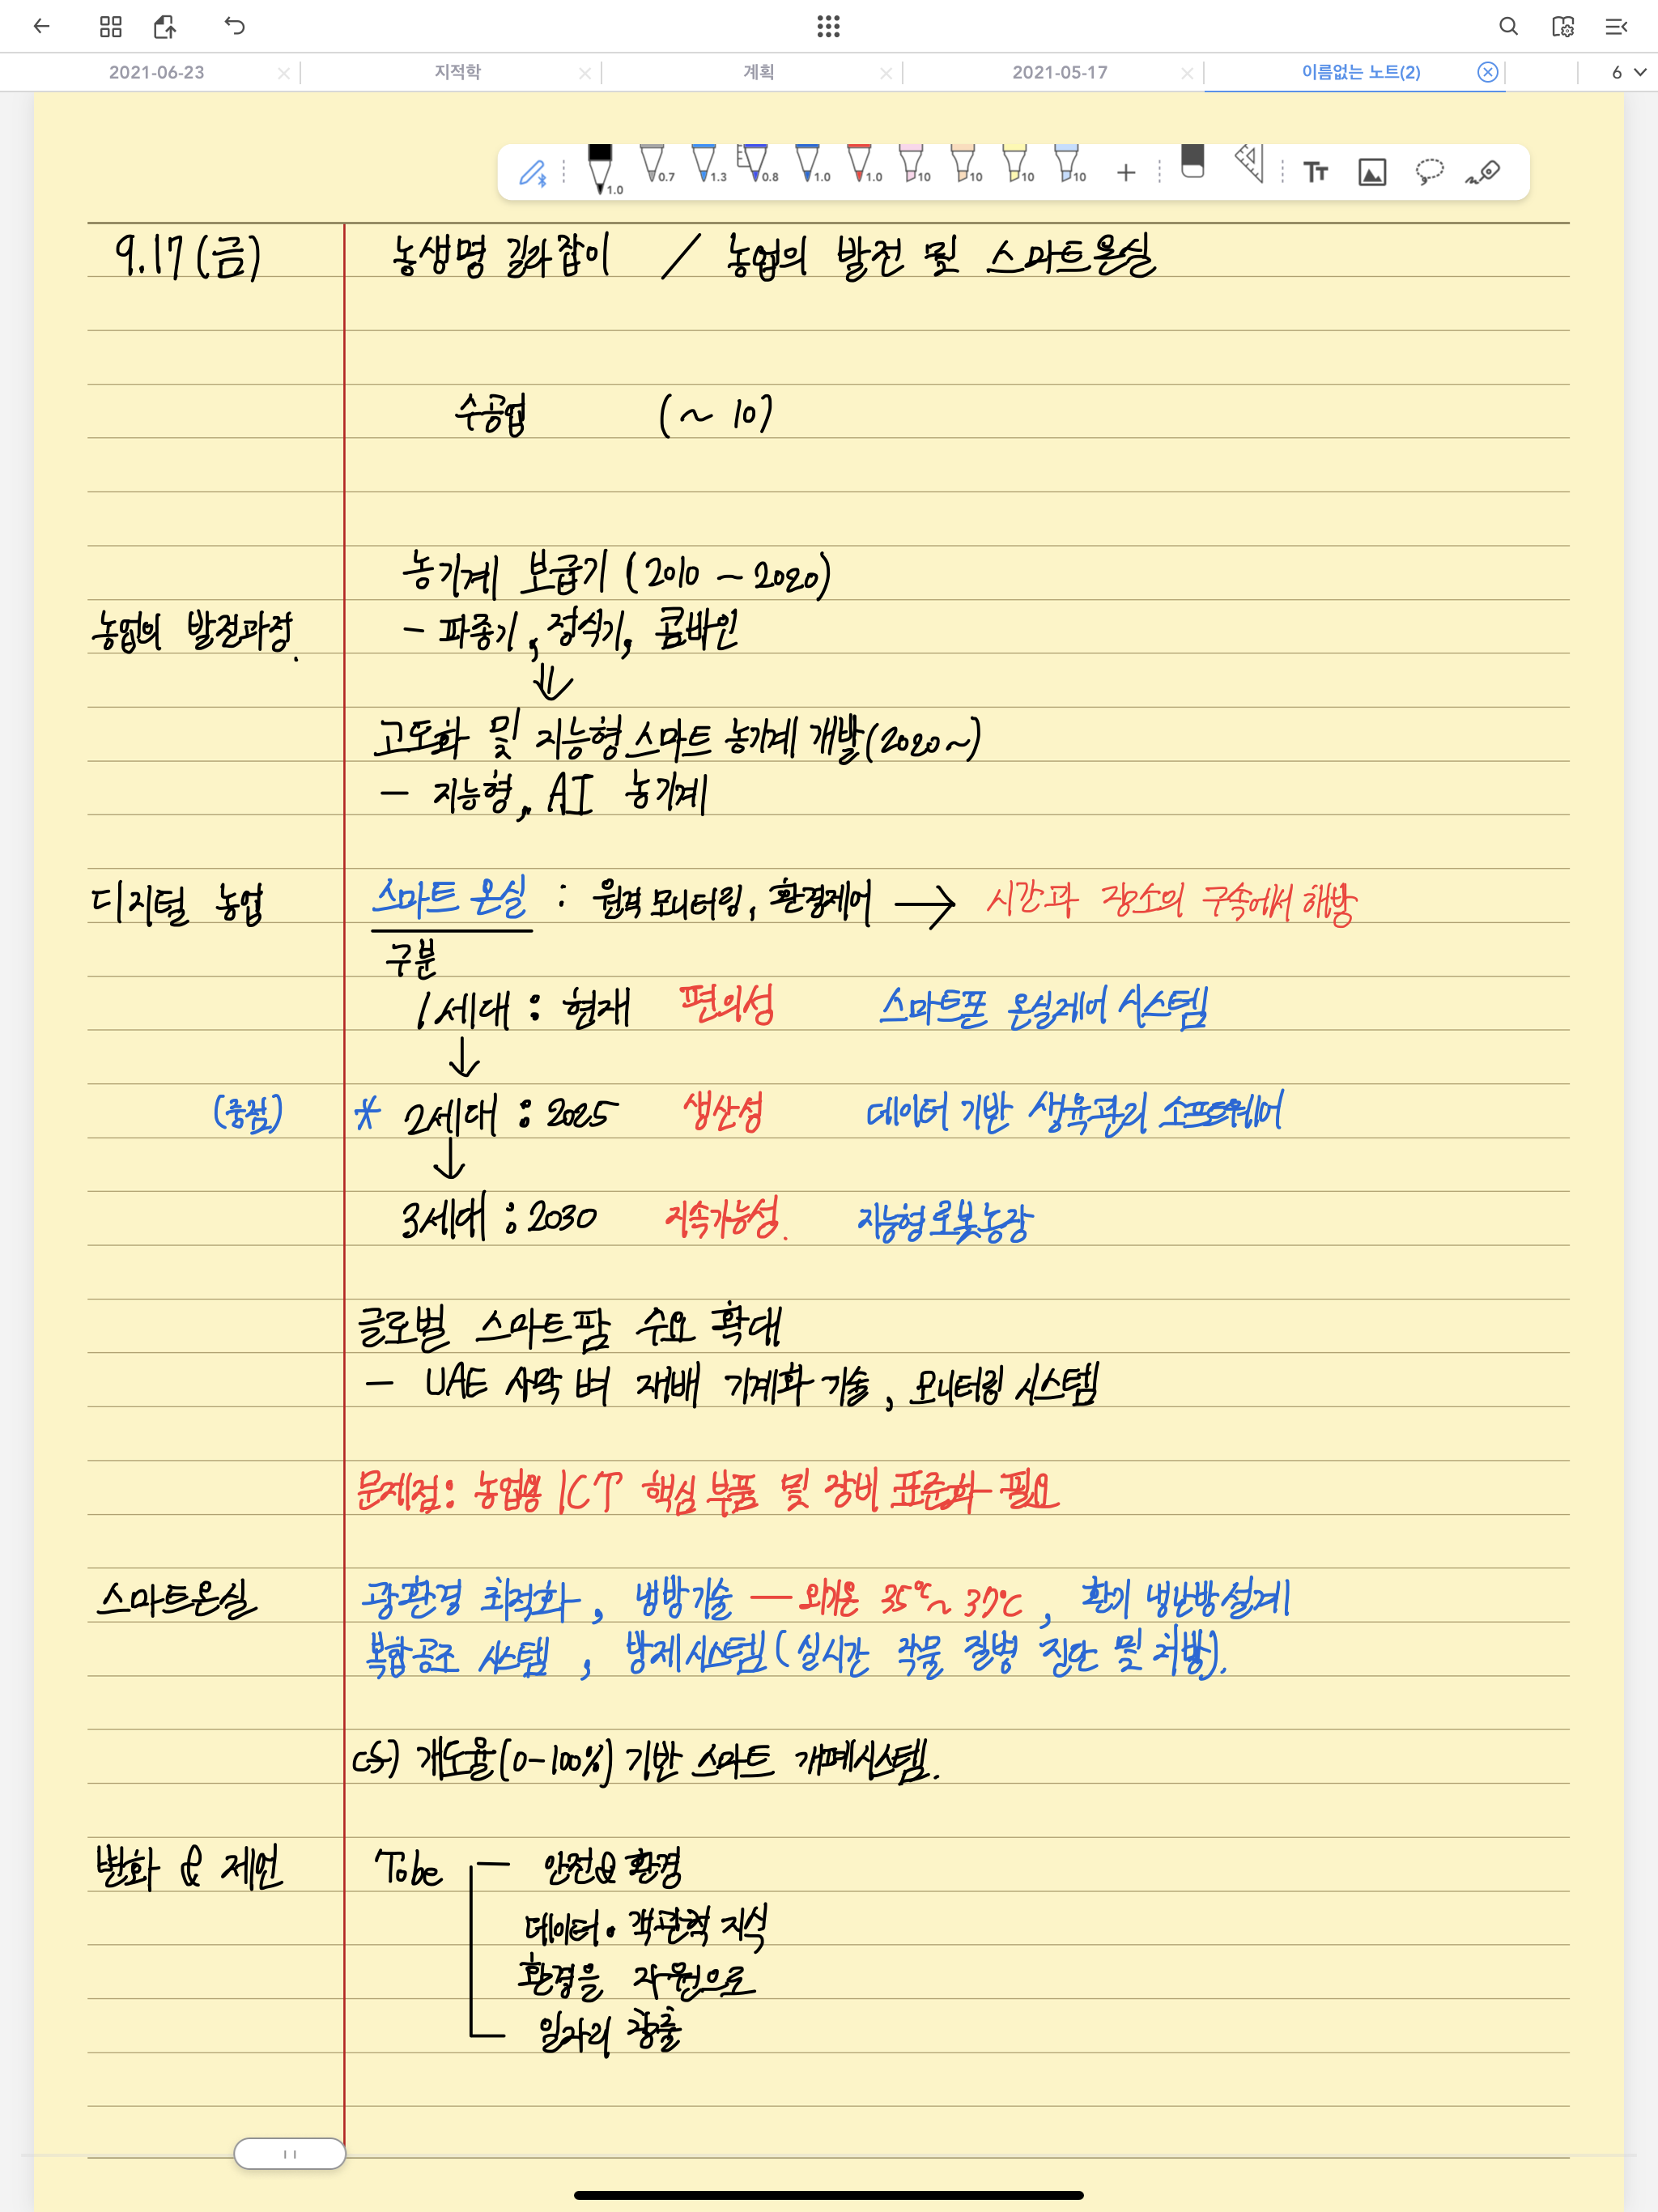 2021-06-23 지적학 계획 2021-05-17 이름없는 노트(2) 6
1.0 0.7 1.3 0.8 1.0 1.0 10 10 10 10 Tт
9.17(금) 농생명 길라잡이 / 농업의 발전 및 스마트온실
수공업 (~ 10)
농기계 보급기 (2010 ~ 2020)
농업의 발전과정. - 파종기, 정식기, 콤바인
⇓
고도화 및 지능형 스마트 농기계 개발(2020~)
- 지능형, AI 농기계
디지털 농업 스마트 온실 : 원격 모니터링, 환경제어 → 시간과 장소의 구속에서 해방
구분
1세대 : 현재 편의성 스마트폰 온실제어 시스템
↓
(중점) * 2세대 : 2025 생산성 데이터 기반 생육관리 소프트웨어
↓
3세대 : 2030 지속가능성. 지능형 로봇농장
글로벌 스마트팜 수요 확대
- UAE 사막 벼 재배 기계화 기술, 모니터링 시스템
문제점: 농업용 ICT 핵심 부품 및 장비 표준화 필요
스마트온실 광환경 최적화, 냉방기술 — 외기온 35℃~ 37℃, 환기 냉난방설계
복합공조 시스템, 방제시스템(실시간 작물 질병 진단 및 처방).
개도율(0-100%) 기반 스마트 개폐시스템.
변화 & 제언 Tobe - 안전&환경
데이터. 객관적 지식
환경을 자원으로
일자리 창출